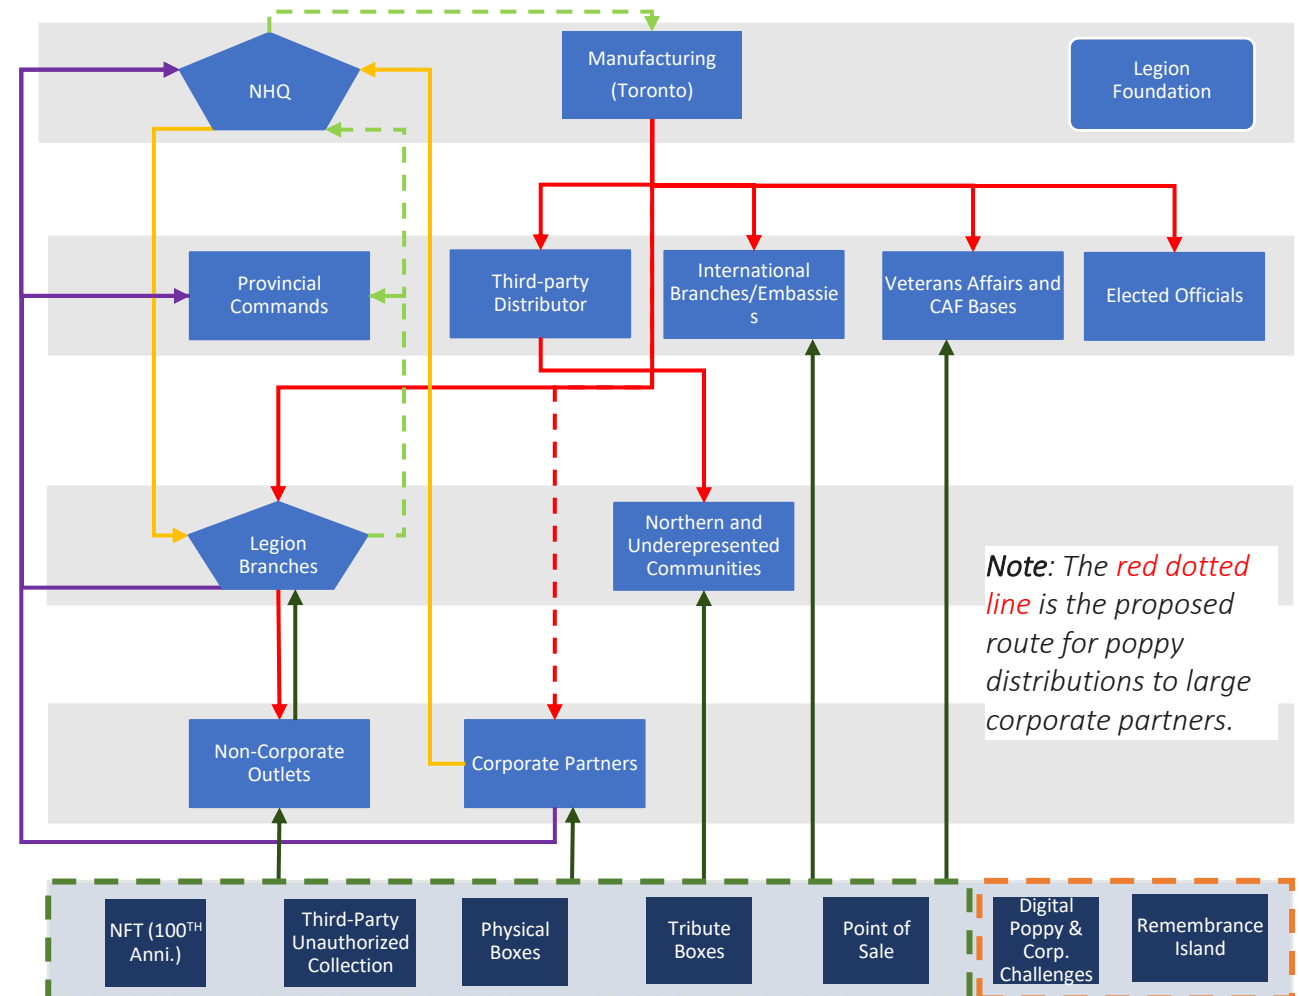 NHQ
Manufacturing
(Toronto)
Legion
Foundation
Provincial
Commands
Third-party
Distributor
International
Branches/Embassie
s
Veterans Affairs and
CAF Bases
Elected Officials
Legion
Branches
Northern and
Underepresented
Communities
Note: The red dotted
line is the proposed
route for poppy
distributions to large
corporate partners.
Non-Corporate
Outlets
Corporate Partners
NFT (100TH
Anni.)
Third-Party
Unauthorized
Collection
Physical
Boxes
Tribute
Boxes
Point of
Sale
Digital
Poppy &
Corp.
Challenges
Remembrance
Island